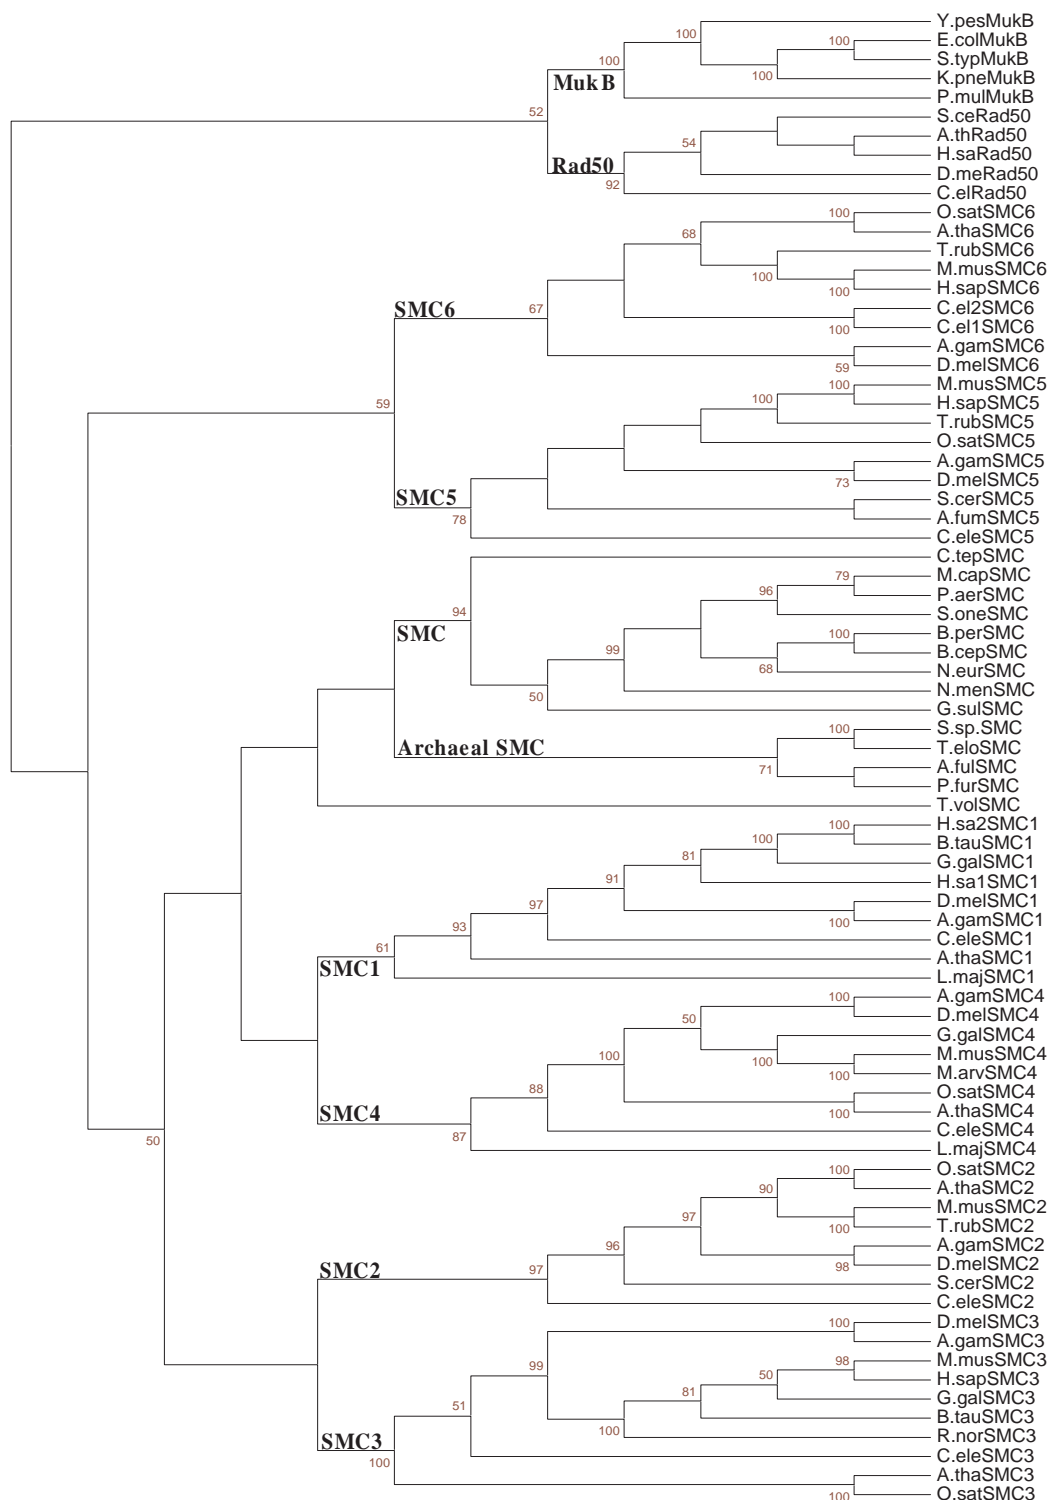 Y.pesMukB
100
E.colMukB
100
S.typMukB
100
K.pneMukB
100
MukB
P.mulMukB
52
S.ceRad50
A.thRad50
54
H.saRad50
Rad50
D.meRad50
92
C.elRad50
100
O.satSMC6
68
A.thaSMC6
T.rubSMC6
100
M.musSMC6
100
H.sapSMC6
SMC6
67
C.el2SMC6
100
C.el1SMC6
A.gamSMC6
59
D.melSMC6
100
M.musSMC5
59
100
H.sapSMC5
T.rubSMC5
O.satSMC5
A.gamSMC5
73
D.melSMC5
SMC5
S.cerSMC5
78
A.fumSMC5
C.eleSMC5
C.tepSMC
79
M.capSMC
96
P.aerSMC
94
S.oneSMC
SMC
100
B.perSMC
99
B.cepSMC
68
N.eurSMC
50
N.menSMC
G.sulSMC
100
S.sp.SMC
Archaeal SMC
T.eloSMC
71
A.fulSMC
P.furSMC
T.volSMC
100
H.sa2SMC1
100
B.tauSMC1
81
G.galSMC1
91
H.sa1SMC1
97
D.melSMC1
93
100
A.gamSMC1
61
C.eleSMC1
SMC1
A.thaSMC1
L.majSMC1
100
A.gamSMC4
50
D.melSMC4
G.galSMC4
100
100
M.musSMC4
100
M.arvSMC4
88
O.satSMC4
SMC4
100
A.thaSMC4
87
C.eleSMC4
50
L.majSMC4
100
O.satSMC2
90
A.thaSMC2
97
M.musSMC2
100
T.rubSMC2
96
A.gamSMC2
SMC2
97
98
D.melSMC2
S.cerSMC2
C.eleSMC2
100
D.melSMC3
A.gamSMC3
99
98
M.musSMC3
50
H.sapSMC3
51
81
G.galSMC3
B.tauSMC3
100
R.norSMC3
SMC3
C.eleSMC3
100
A.thaSMC3
100
O.satSMC3